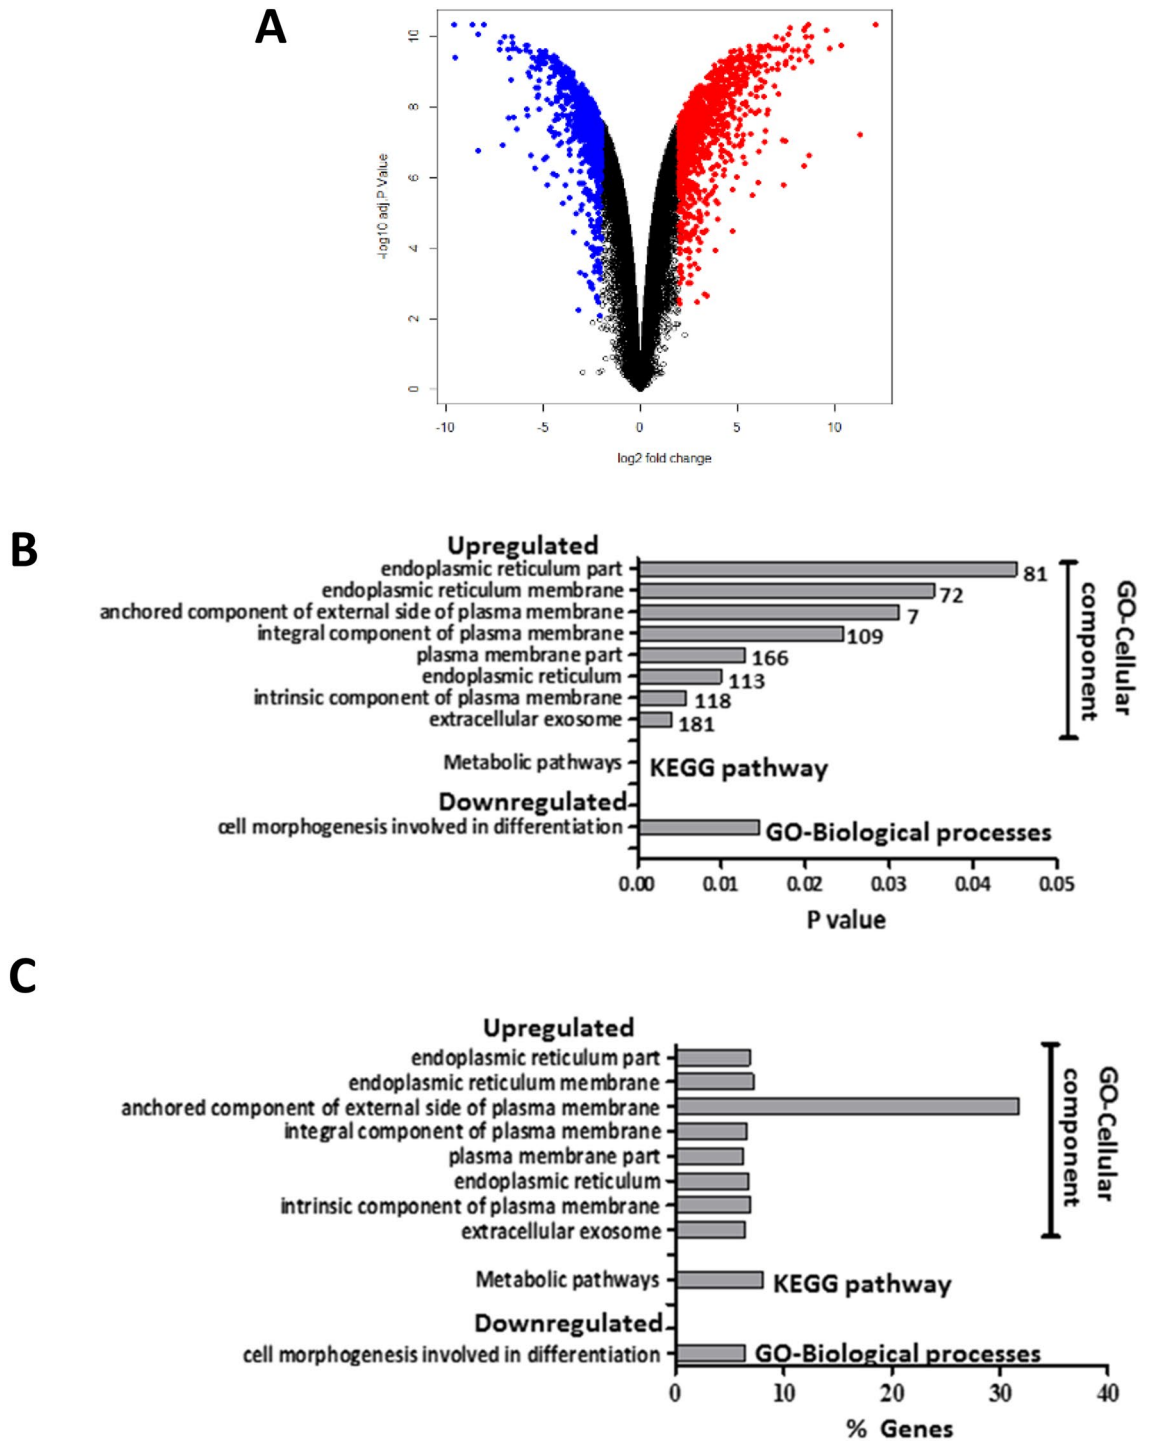 A
10
8
6
4
2
0
-log10 adj.P Value
-10 -5 0 5 10
log2 fold change
B
Upregulated
endoplasmic reticulum part 81
endoplasmic reticulum membrane 72
anchored component of external side of plasma membrane 7
integral component of plasma membrane 109
plasma membrane part 166
endoplasmic reticulum 113
intrinsic component of plasma membrane 118
extracellular exosome 181
GO-Cellular
component
Metabolic pathways KEGG pathway
Downregulated
cell morphogenesis involved in differentiation GO-Biological processes
0.00 0.01 0.02 0.03 0.04 0.05
P value
C
Upregulated
endoplasmic reticulum part
endoplasmic reticulum membrane
anchored component of external side of plasma membrane
integral component of plasma membrane
plasma membrane part
endoplasmic reticulum
intrinsic component of plasma membrane
extracellular exosome
GO-Cellular
component
Metabolic pathways KEGG pathway
Downregulated
cell morphogenesis involved in differentiation GO-Biological processes
0 10 20 30 40
% Genes